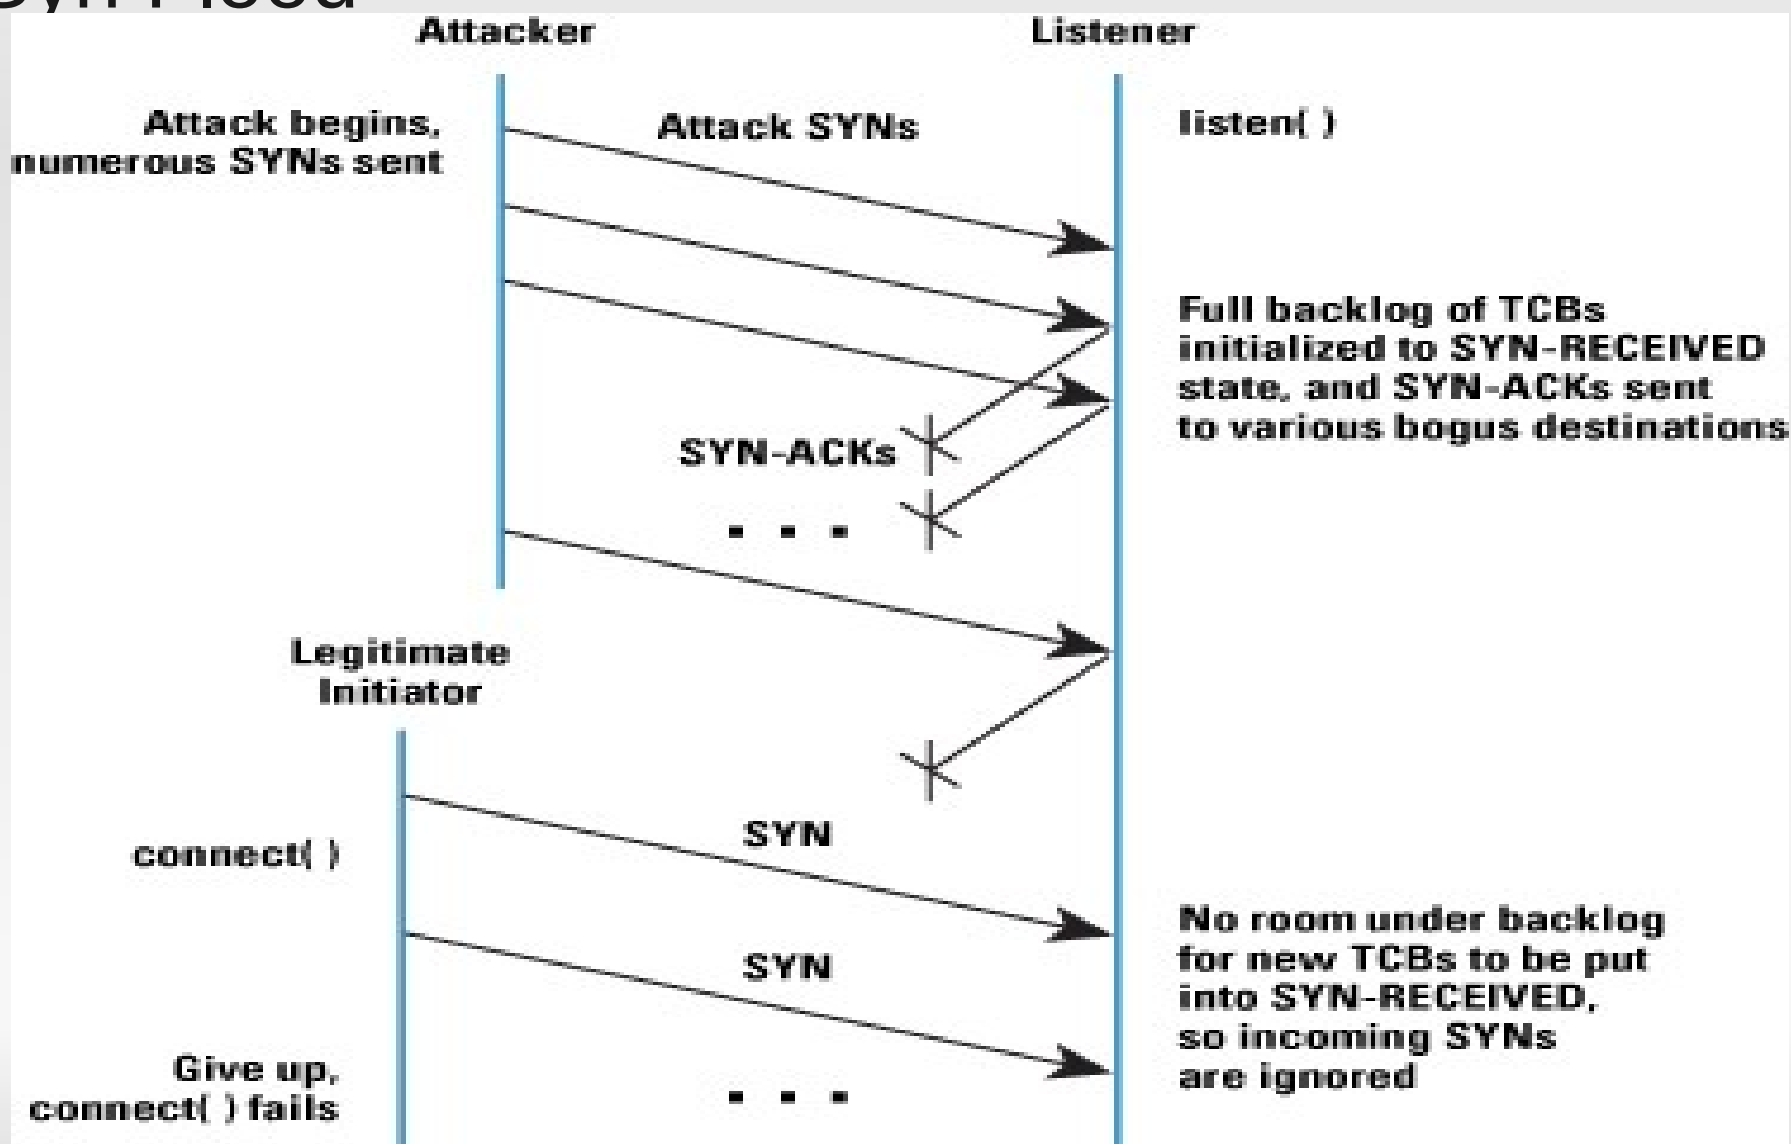 Syn Flood
Attacker
Listener
Attack begins,
numerous SYNs sent
Attack SYNs
listen( )
Full backlog of TCBs
initialized to SYN-RECEIVED
state, and SYN-ACKs sent
to various bogus destinations
SYN-ACKs
. . .
Legitimate
Initiator
connect( )
SYN
SYN
No room under backlog
for new TCBs to be put
into SYN-RECEIVED,
so incoming SYNs
are ignored
Give up,
connect( ) fails
. . .